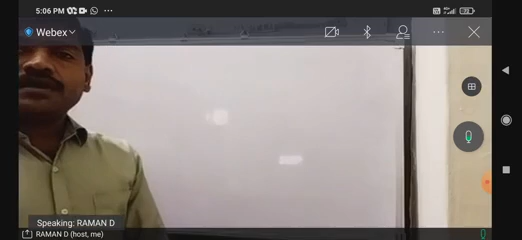 5:06 PM
Webex
Speaking: RAMAN D
RAMAN D (host, me)